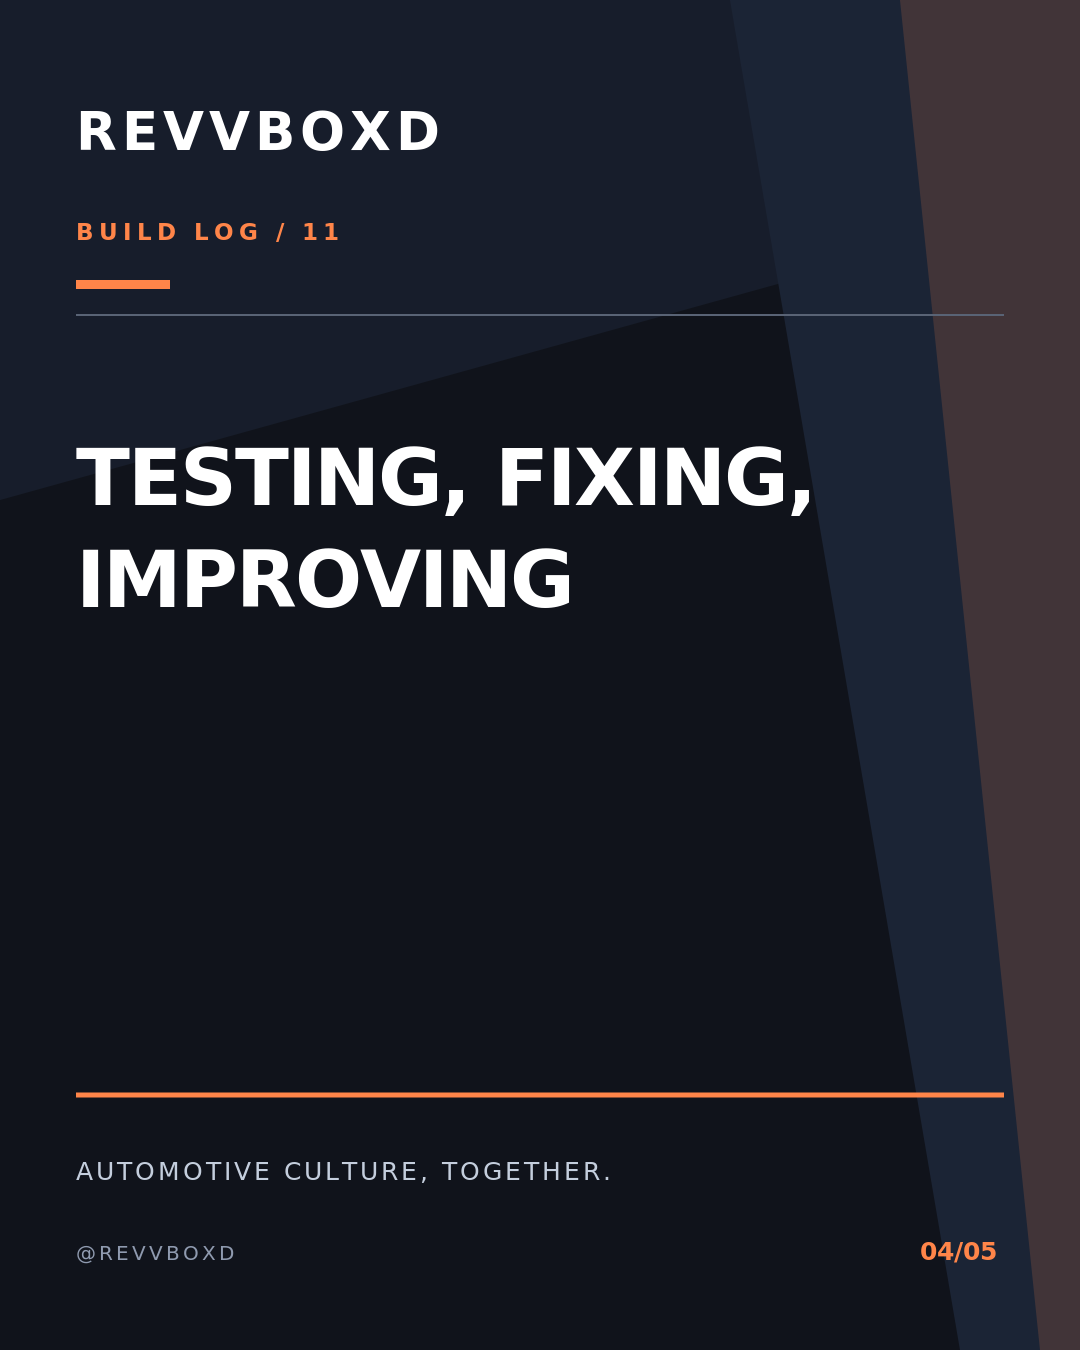 REVVBOXD
BUILD LOG / 11
TESTING, FIXING,
IMPROVING
AUTOMOTIVE CULTURE, TOGETHER.
@REVVBOXD
04/05